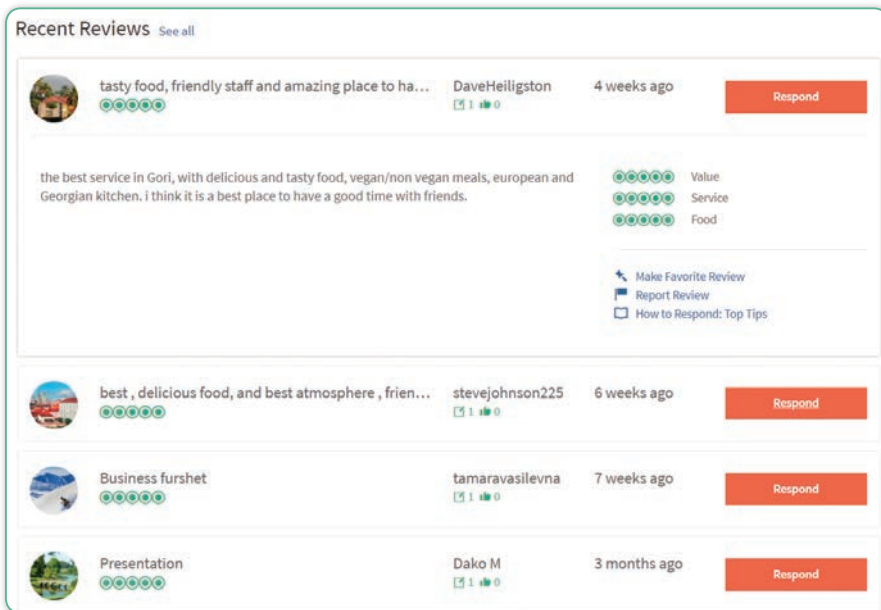 Recent Reviews See all
tasty food, friendly staff and amazing place to ha... DaveHeiligston 4 weeks ago Respond
1 0
the best service in Gori, with delicious and tasty food, vegan/non vegan meals, european and
Georgian kitchen. i think it is a best place to have a good time with friends.
Value
Service
Food
Make Favorite Review
Report Review
How to Respond: Top Tips
best , delicious food, and best atmosphere , frien... stevejohnson225 6 weeks ago Respond
1 0
Business furshet tamaravasilevna 7 weeks ago Respond
1 0
Presentation Dako M 3 months ago Respond
1 0